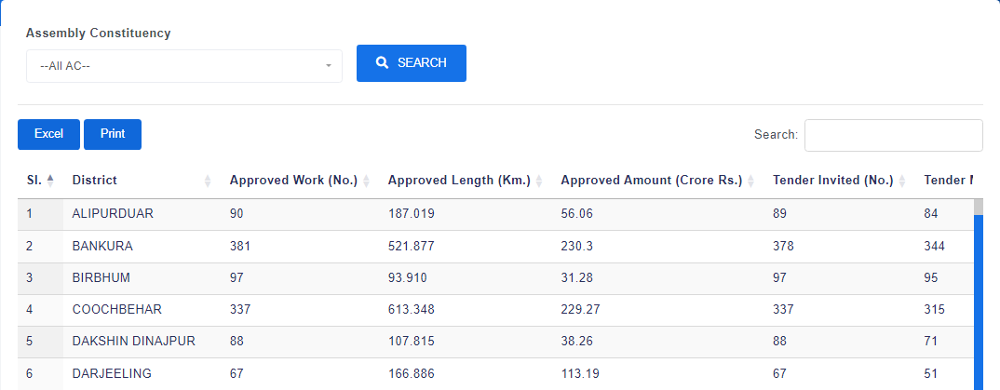 Assembly Constituency
--All AC--
SEARCH
Excel Print Search:
Sl. District Approved Work (No.) Approved Length (Km.) Approved Amount (Crore Rs.) Tender Invited (No.) Tender
1 ALIPURDUAR 90 187.019 56.06 89 84
2 BANKURA 381 521.877 230.3 378 344
3 BIRBHUM 97 93.910 31.28 97 95
4 COOCHBEHAR 337 613.348 229.27 337 315
5 DAKSHIN DINAJPUR 88 107.815 38.26 88 71
6 DARJEELING 67 166.886 113.19 67 51